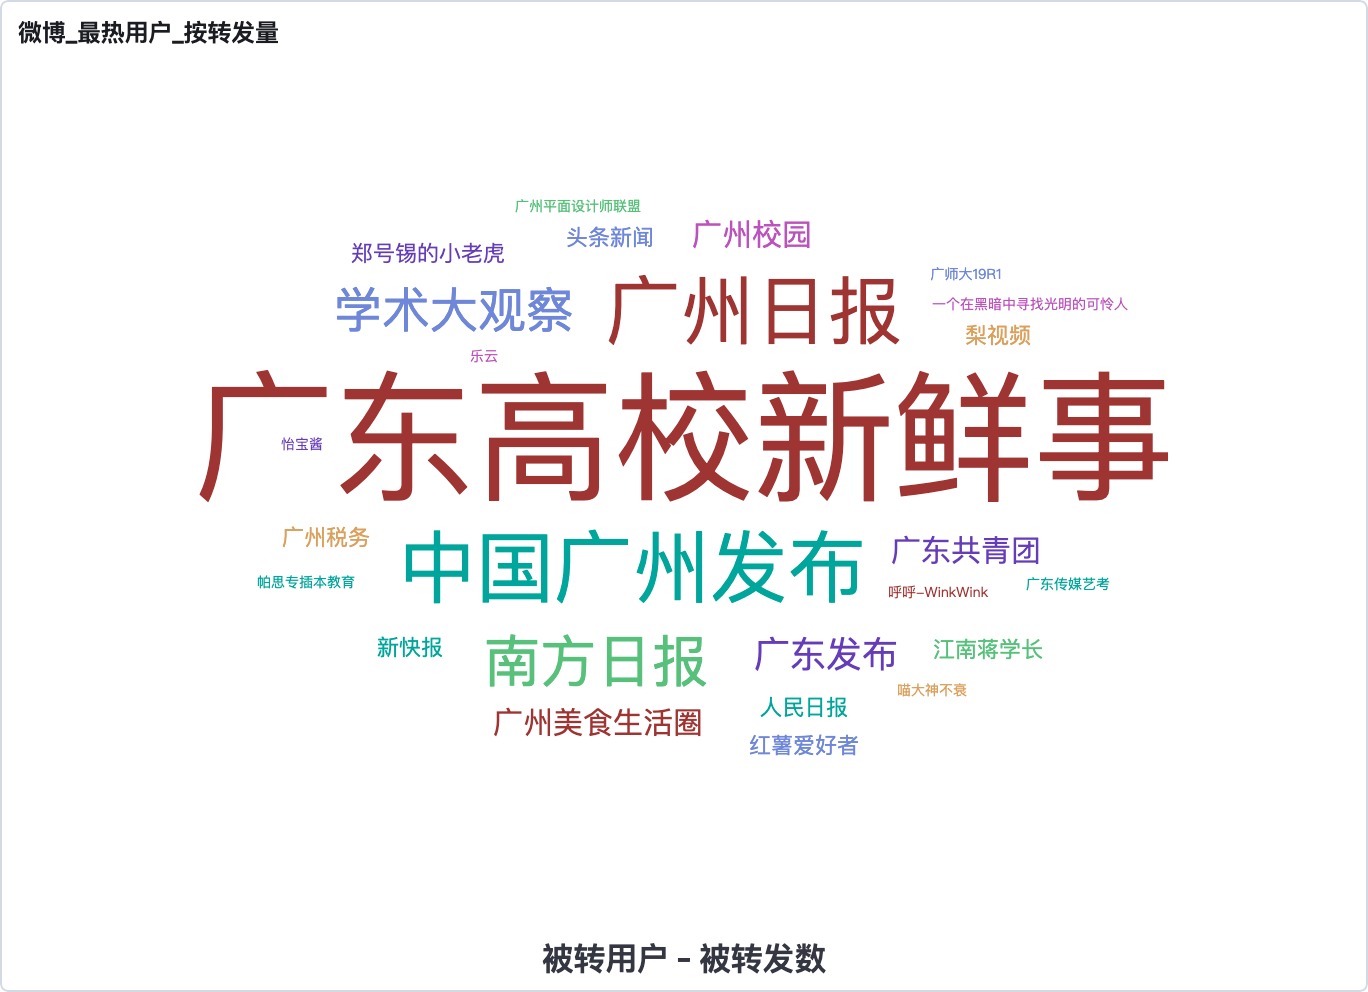 微博_最热用户_按转发量
广州平面设计师联盟
头条新闻
广州校园
郑号锡的小老虎
广师大19R1
学术大观察
广州日报
一个在黑暗中寻找光明的可怜人
梨视频
乐云
广东高校新鲜事
怡宝酱
广州税务
中国广州发布
广东共青团
帕思专插本教育
呼呼-WinkWink
广东传媒艺考
新快报
南方日报
广东发布
江南蒋学长
喵大神不衰
广州美食生活圈
人民日报
红薯爱好者
被转用户 - 被转发数